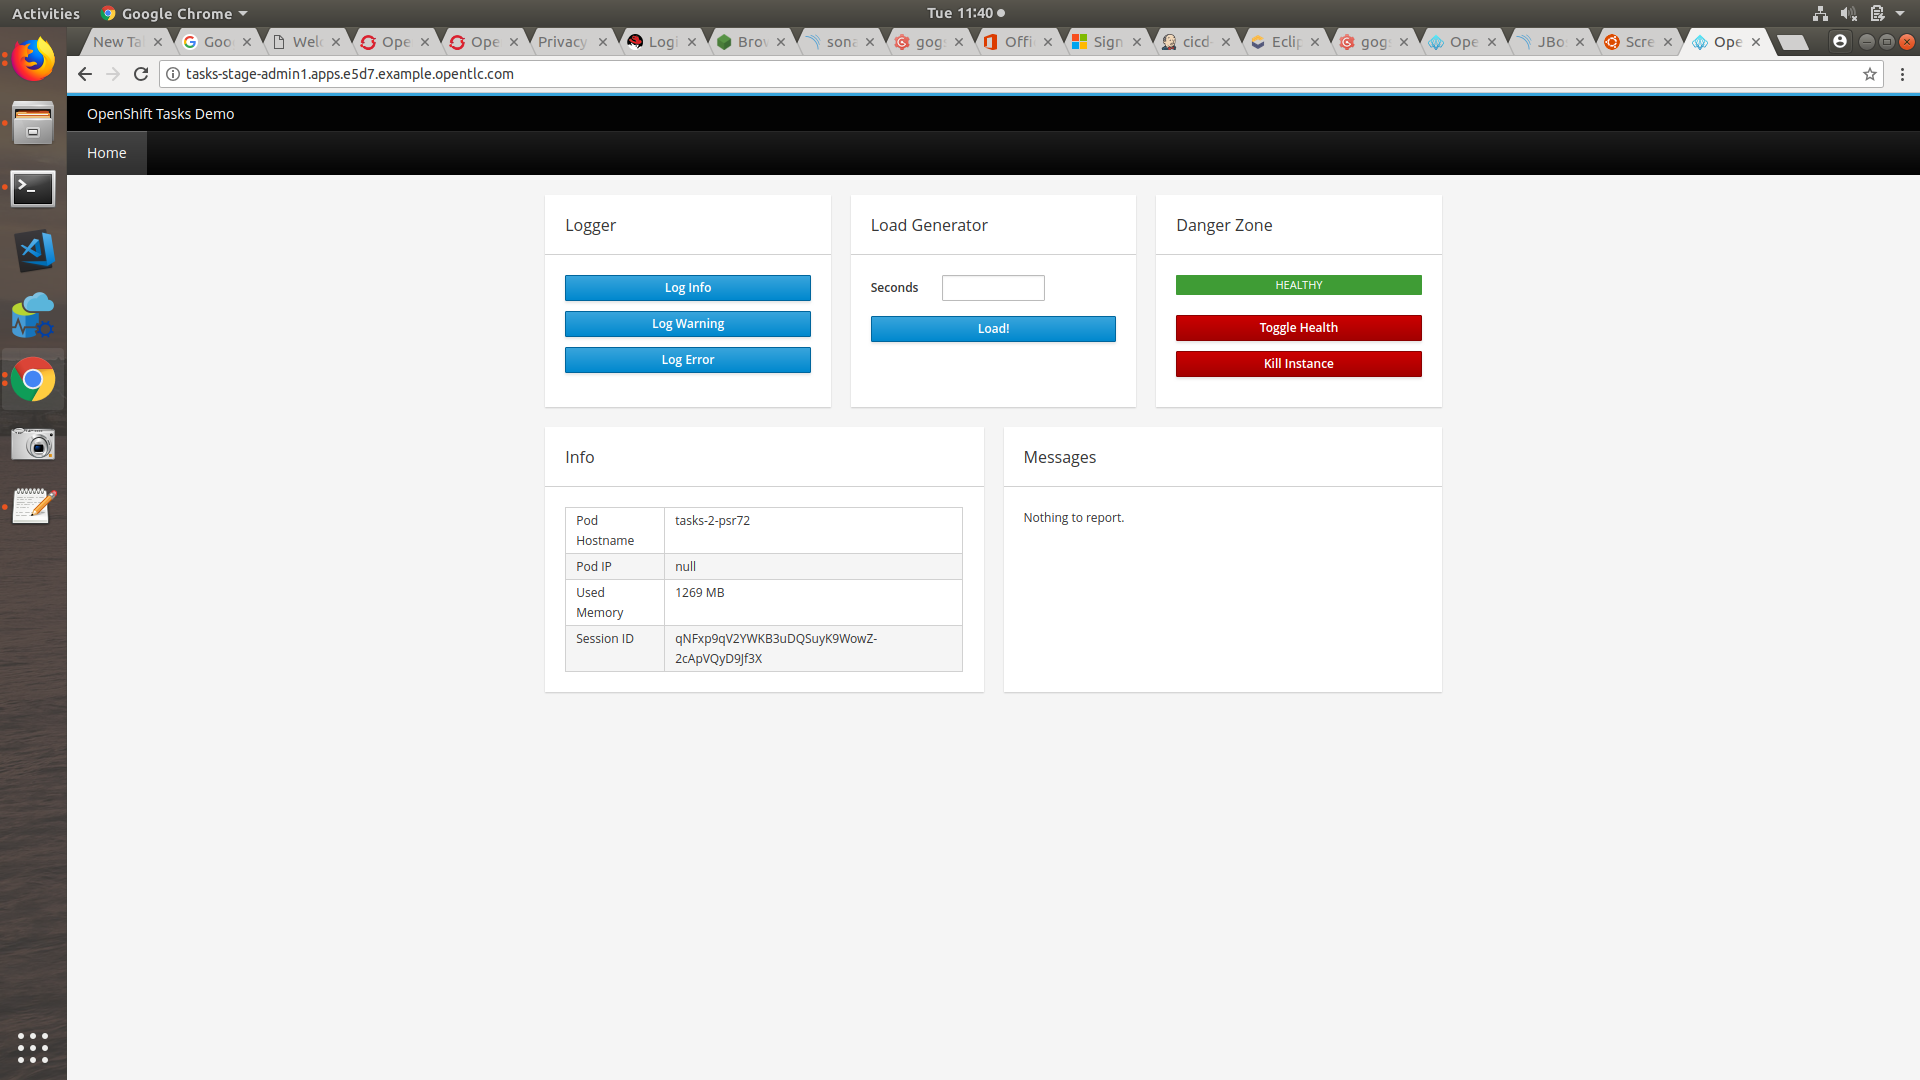 Activities
Google Chrome
Tue 11:40
New Ta
Goo
Welc
Ope
Ope
Privacy
Logi
Brov
sona
gogs
Offi
Sign
cicd-
Eclip
gogs
Ope
JBo
Scre
Ope
tasks-stage-admin1.apps.e5d7.example.opentlc.com
OpenShift Tasks Demo
Home
Logger
Log Info
Log Warning
Log Error
Load Generator
Seconds
Load!
Danger Zone
HEALTHY
Toggle Health
Kill Instance
Info
Pod Hostname
tasks-2-psr72
Pod IP
null
Used Memory
1269 MB
Session ID
qNFxp9qV2YWKB3uDQSuyK9WowZ-
2cApVQyD9Jf3X
Messages
Nothing to report.